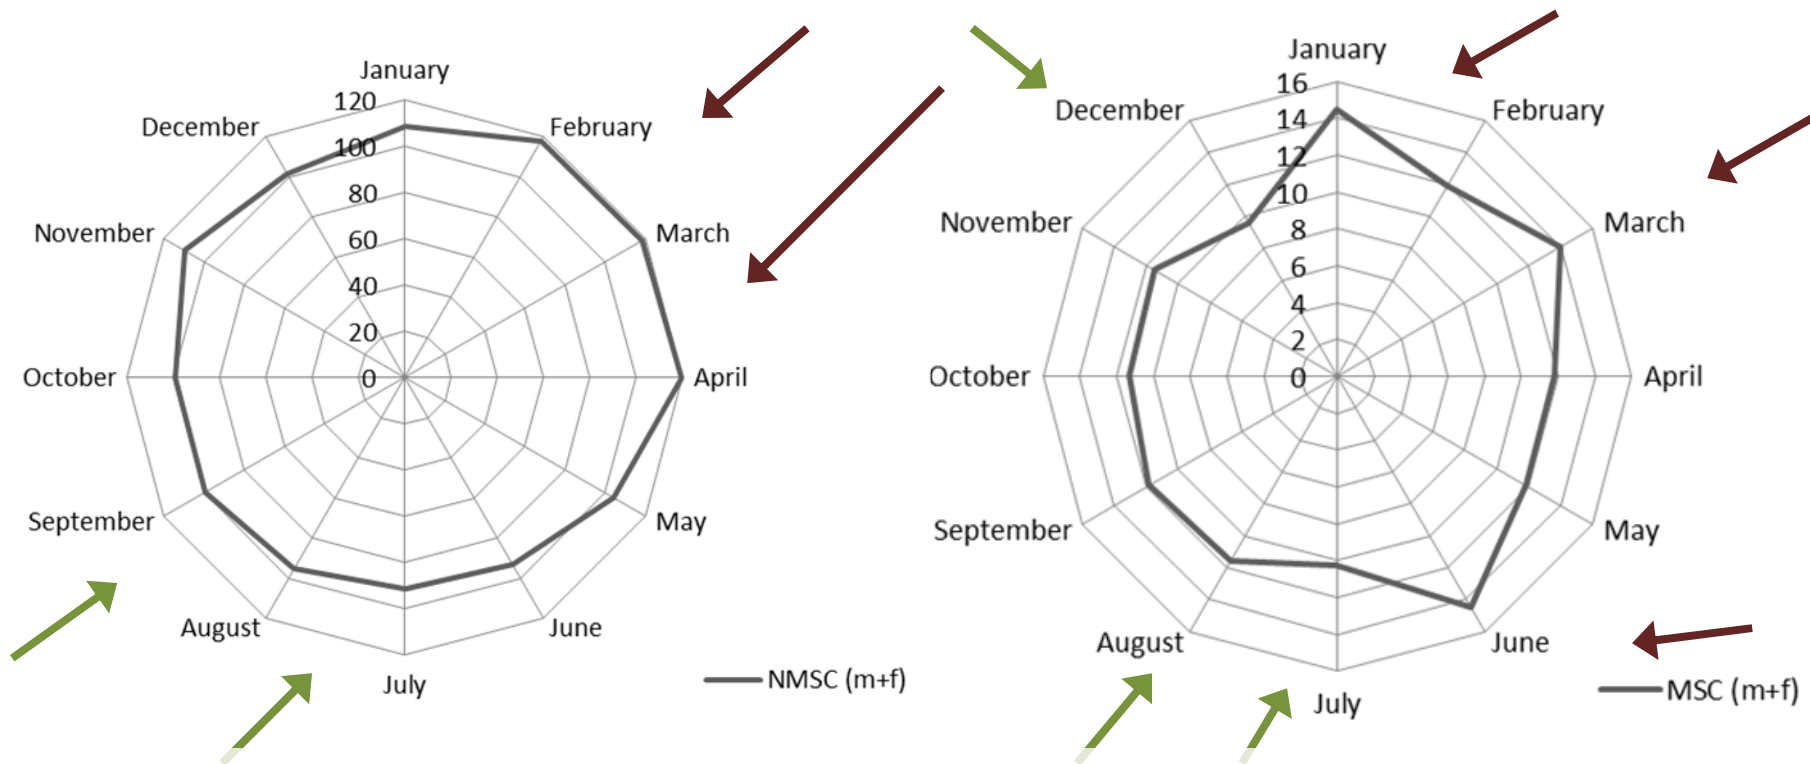 January
120
December
February
100
80
November
March
60
40
20
October
0
April
September
May
August
June
July
NMSC (m+f)
January
16
December
14
February
12
November
10
March
8
6
4
2
October
0
April
September
May
August
June
July
MSC (m+f)